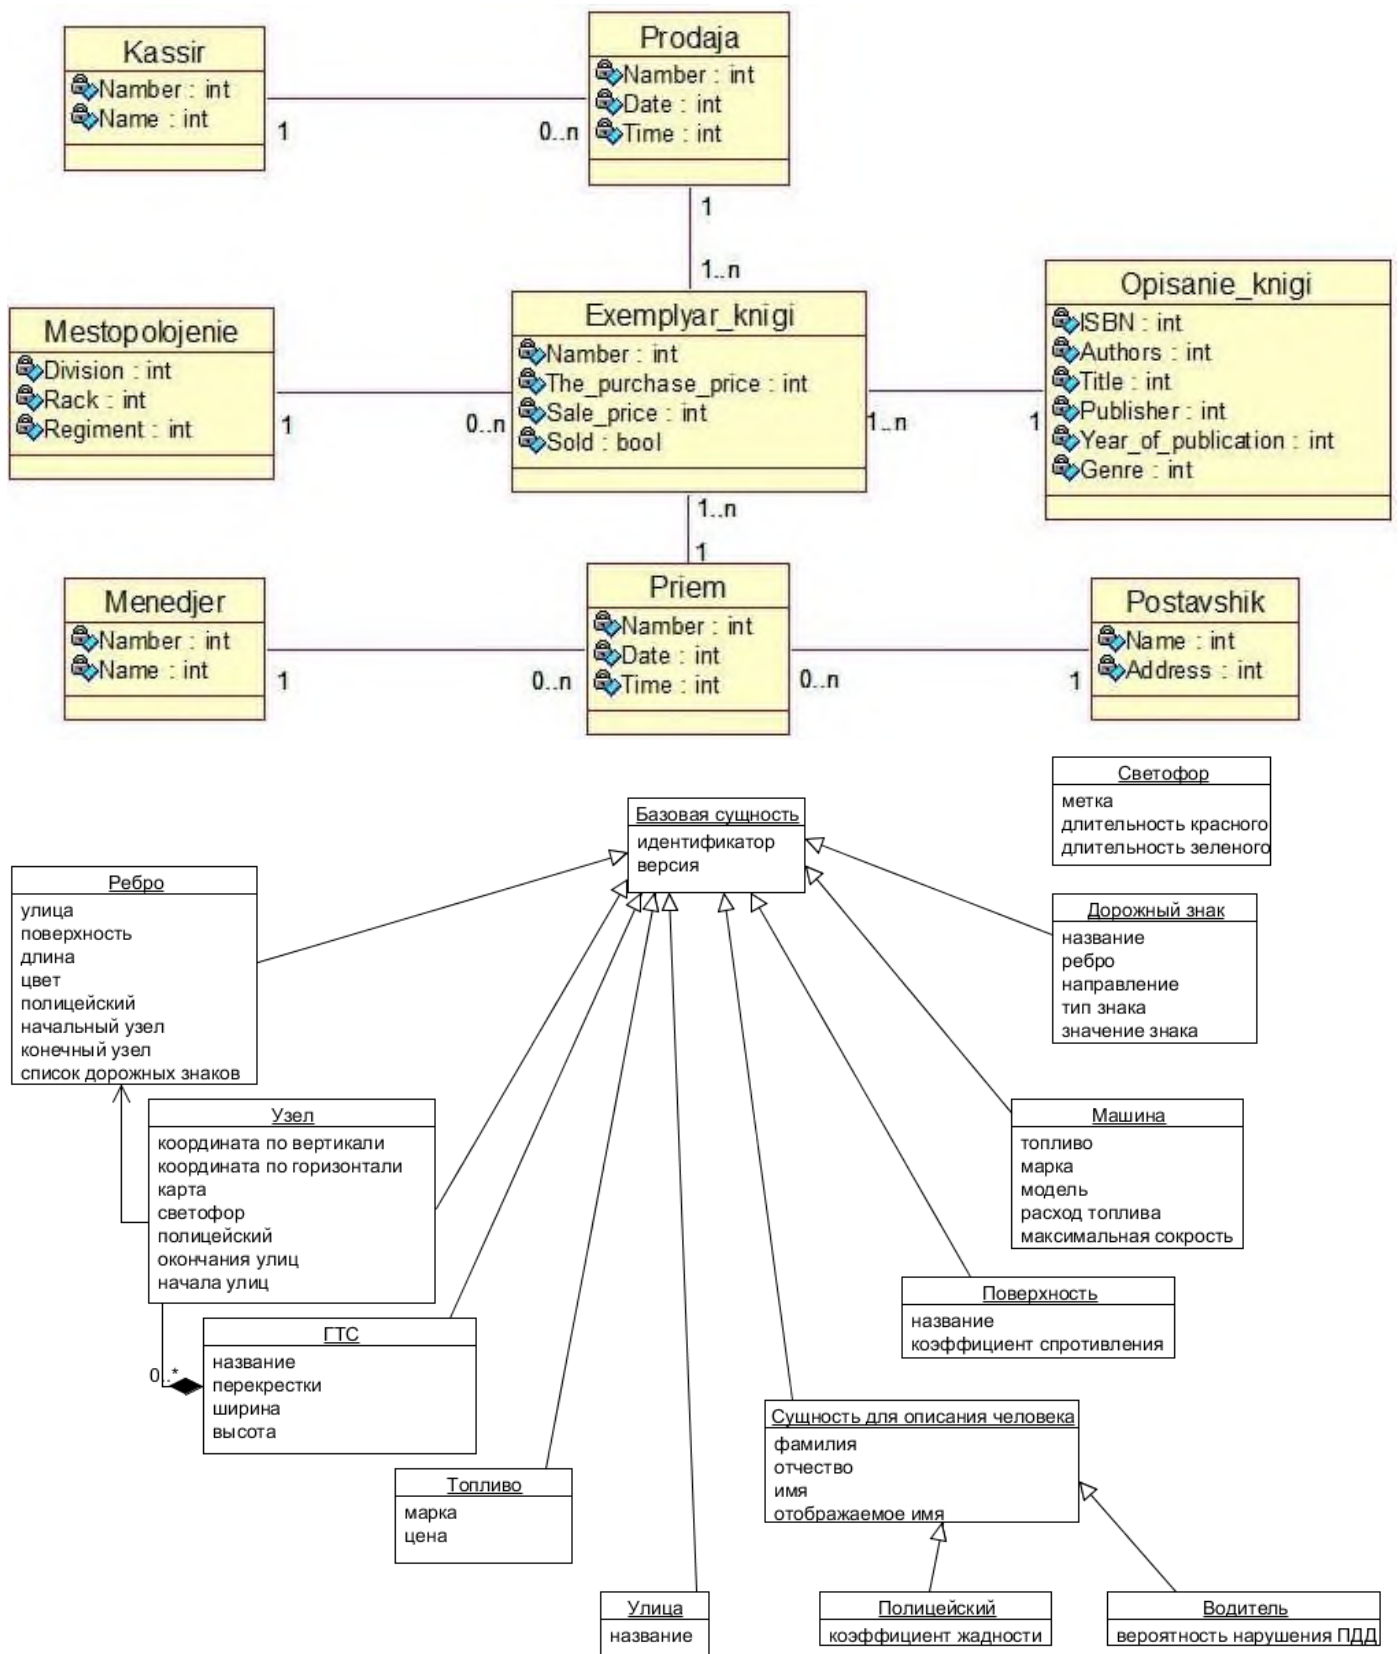 Kassir
Namber : int
Name : int
1
0..n
Prodaja
Namber : int
Date : int
Time : int
1
1..n
Mestopolojenie
Division : int
Rack : int
Regiment : int
1
0..n
Exemplyar_knigi
Namber : int
The_purchase_price : int
Sale_price : int
Sold : bool
1..n
1
Opisanie_knigi
ISBN : int
Authors : int
Title : int
Publisher : int
Year_of_publication : int
Genre : int
1..n
1
Menedjer
Namber : int
Name : int
1
0..n
Priem
Namber : int
Date : int
Time : int
0..n
1
Postavshik
Name : int
Address : int
Светофор
метка
длительность красного
длительность зеленого
Базовая сущность
идентификатор
версия
Ребро
улица
поверхность
длина
цвет
полицейский
начальный узел
конечный узел
список дорожных знаков
Дорожный знак
название
ребро
направление
тип знака
значение знака
Узел
координата по вертикали
координата по горизонтали
карта
светофор
полицейский
окончания улиц
начала улиц
Машина
топливо
марка
модель
расход топлива
максимальная сокрость
Поверхность
название
коэффициент спротивления
ГТС
название
перекрестки
ширина
высота
0..*
Сущность для описания человека
фамилия
отчество
имя
отображаемое имя
Топливо
марка
цена
Улица
название
Полицейский
коэффициент жадности
Водитель
вероятность нарушения ПДД